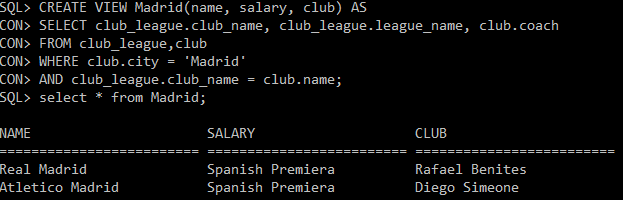 SQL> CREATE VIEW Madrid(name, salary, club) AS
CON> SELECT club_league.club_name, club_league.league_name, club.coach
CON> FROM club_league,club
CON> WHERE club.city = 'Madrid'
CON> AND club_league.club_name = club.name;
SQL> select * from Madrid;
NAME SALARY CLUB
========================= ========================= =========================
Real Madrid Spanish Premiera Rafael Benites
Atletico Madrid Spanish Premiera Diego Simeone